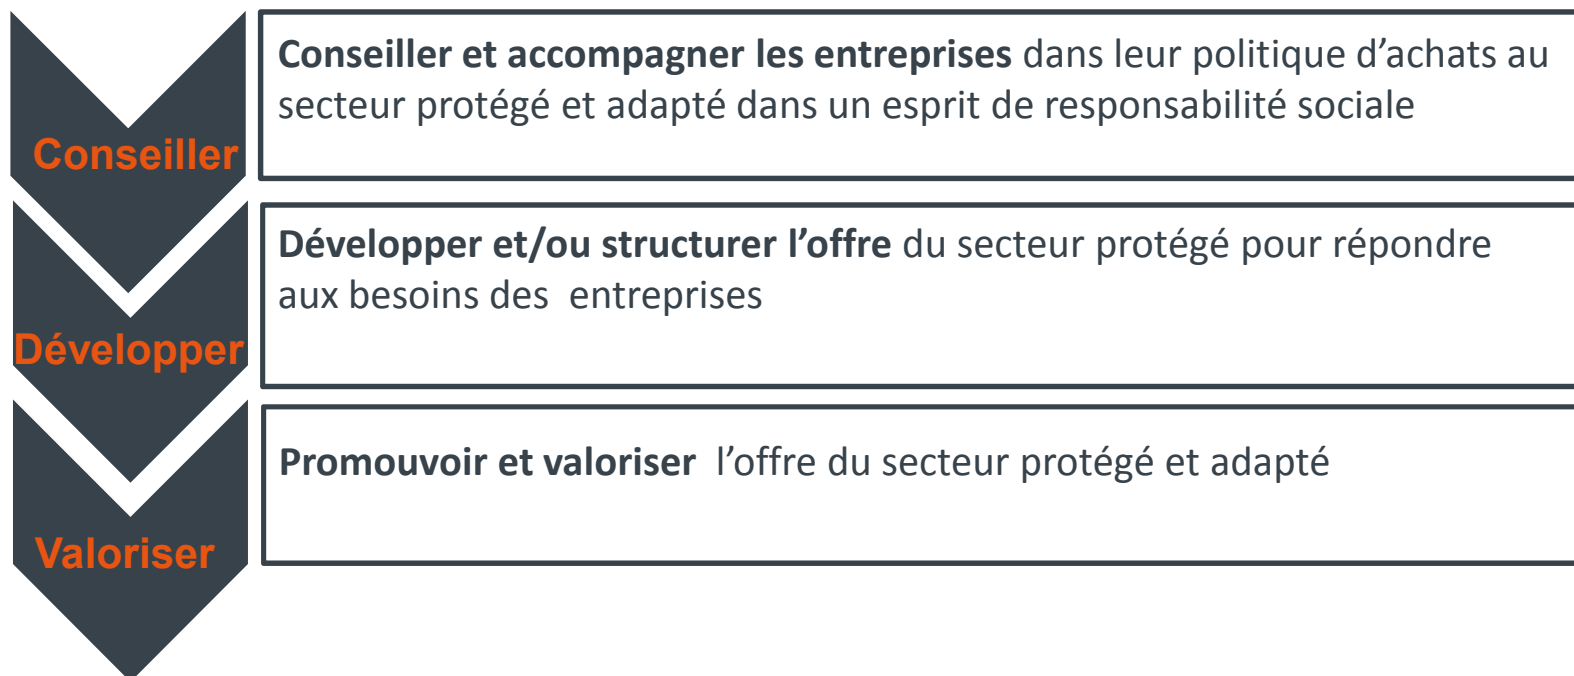 Conseiller et accompagner les entreprises dans leur politique d’achats au
secteur protégé et adapté dans un esprit de responsabilité sociale
Conseiller
Développer et/ou structurer l’offre du secteur protégé pour répondre
aux besoins des  entreprises
Développer
Promouvoir et valoriser  l’offre du secteur protégé et adapté
Valoriser